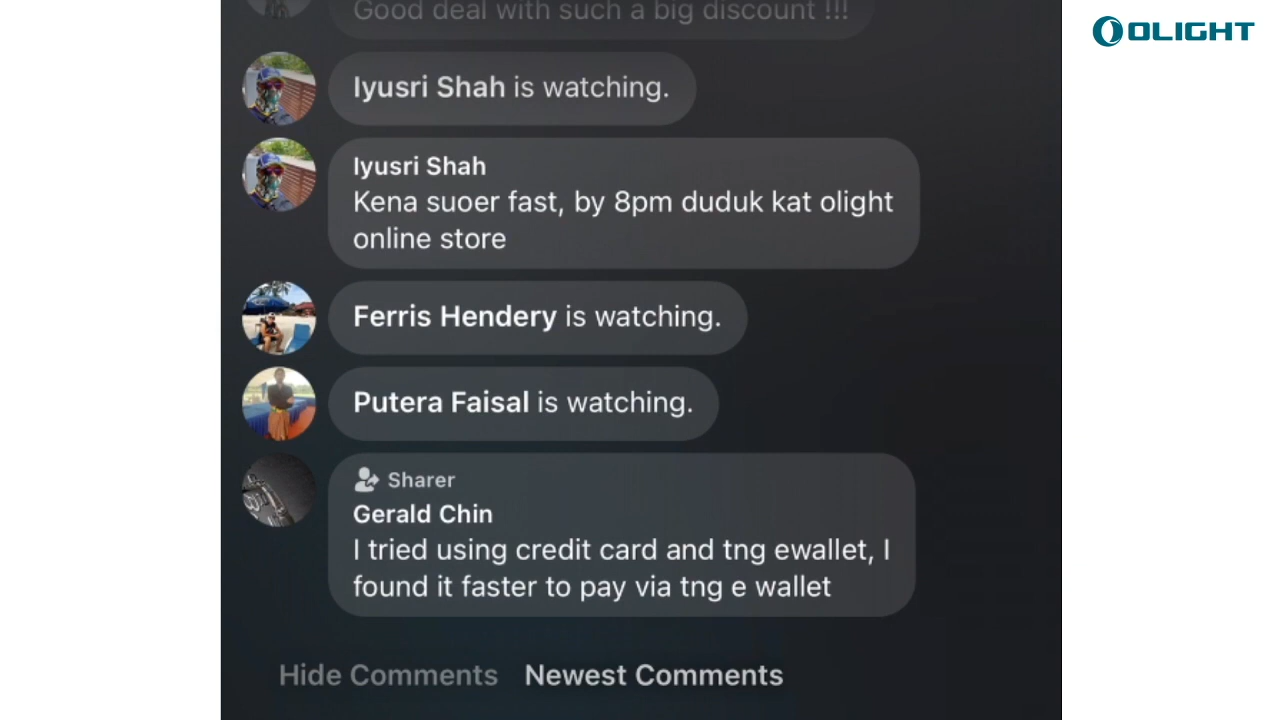 Good deal with such a big discount !!!
OLIGHT
Iyusri Shah is watching.
Iyusri Shah
Kena suoer fast, by 8pm duduk kat olight
online store
Ferris Hendery is watching.
Putera Faisal is watching.
Sharer
Gerald Chin
I tried using credit card and tng ewallet, I
found it faster to pay via tng e wallet
Hide Comments Newest Comments